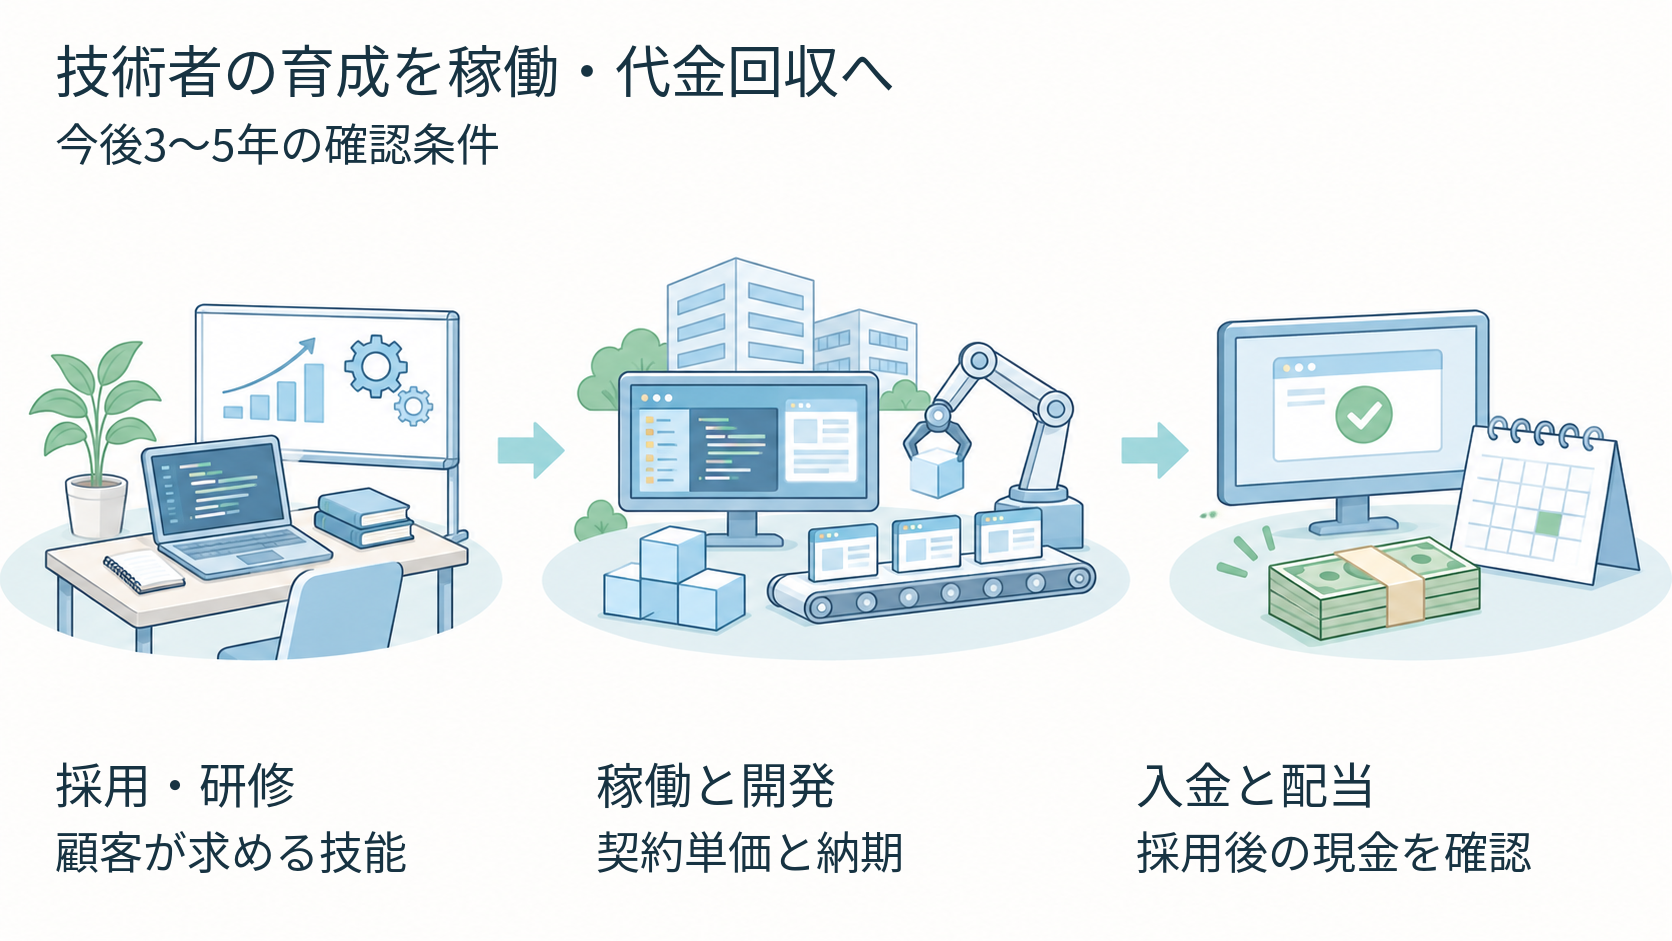 技術者の育成を稼働・代金回収へ
今後3〜5年の確認条件
採用・研修
顧客が求める技能
稼働と開発
契約単価と納期
入金と配当
採用後の現金を確認